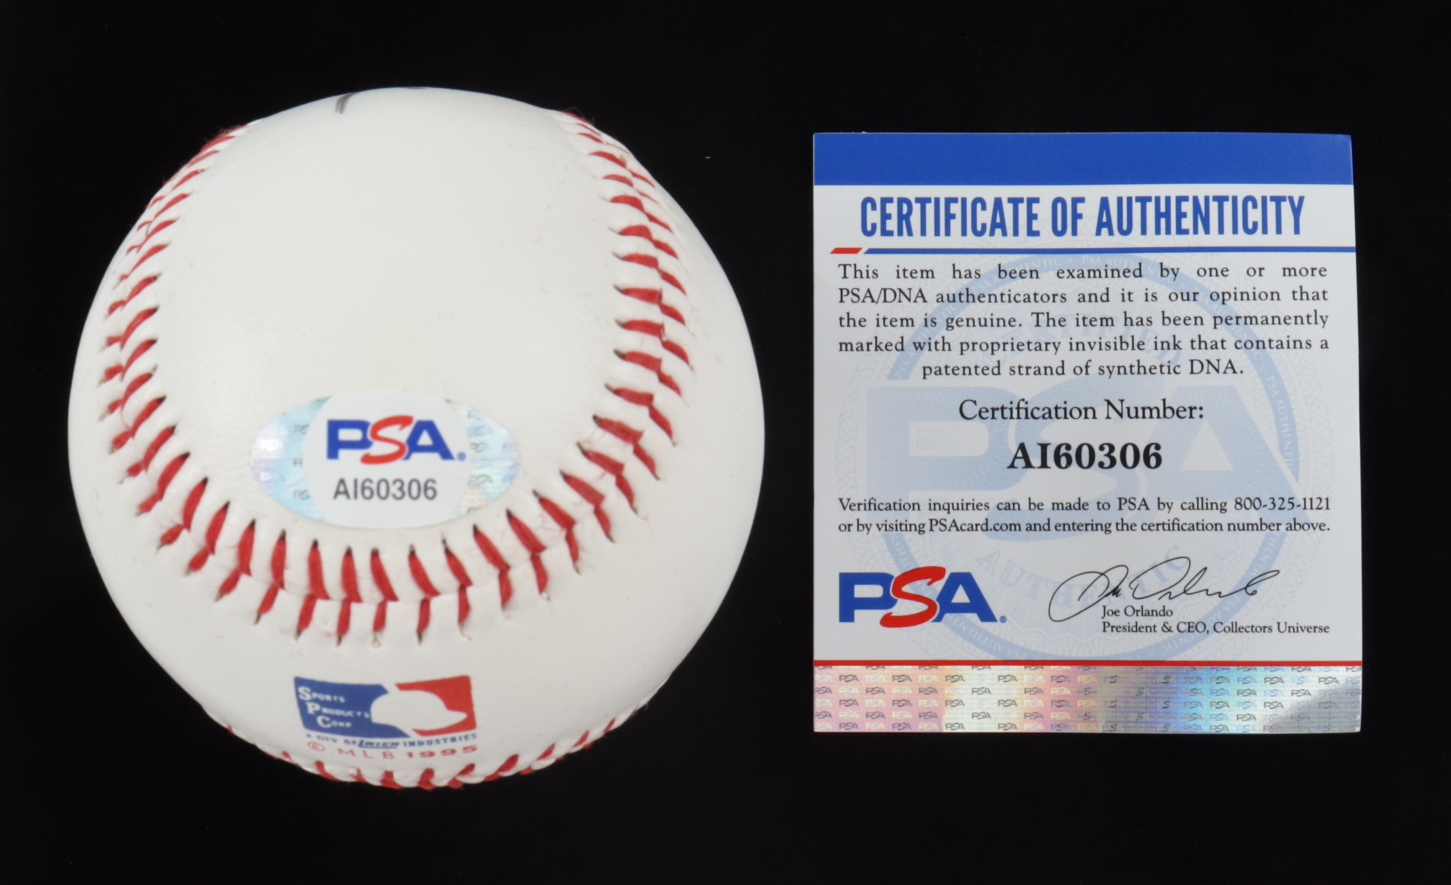 PSA
AI60306
SPORTS
PRODUCTS
CORP
A DIV OF LRICH INDUSTRIES
© MLB 1995
CERTIFICATE OF AUTHENTICITY
This item has been examined by one or more
PSA/DNA authenticators and it is our opinion that
the item is genuine. The item has been permanently
marked with proprietary invisible ink that contains a
patented strand of synthetic DNA.
Certification Number:
AI60306
Verification inquiries can be made to PSA by calling 800-325-1121
or by visiting PSAcard.com and entering the certification number above.
PSA
Joe Orlando
President & CEO, Collectors Universe